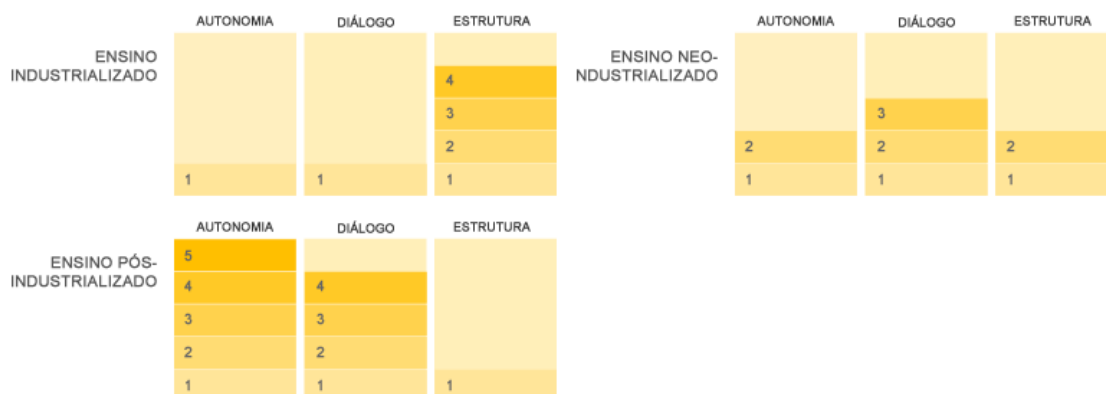 AUTONOMIA DIÁLOGO ESTRUTURA
ENSINO
INDUSTRIALIZADO
4
3
2
1 1 1
AUTONOMIA DIÁLOGO ESTRUTURA
ENSINO NEO-
NDUSTRIALIZADO
3
2 2 2
1 1 1
AUTONOMIA DIÁLOGO ESTRUTURA
ENSINO PÓS-
INDUSTRIALIZADO
5
4 4
3 3
2 2
1 1 1